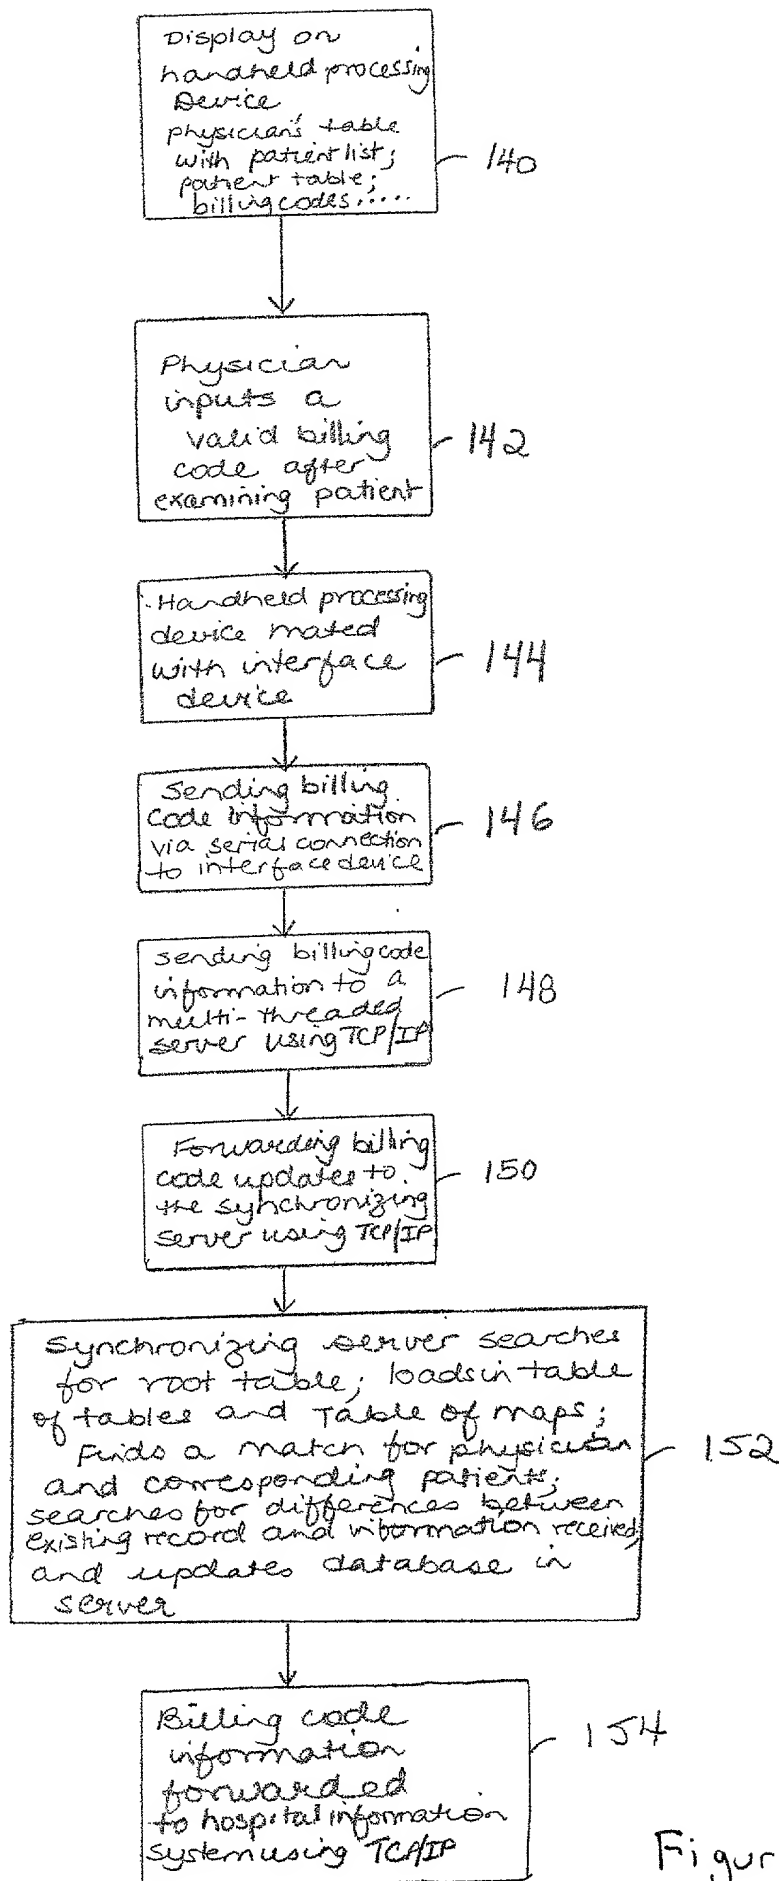 Display on
handheld processing
Device
physician's table
with patient list;
patient table;
billing codes.....
140
Physician
inputs a
valid billing
code after
examining patient
142
Handheld processing
device mated
with interface
device
144
Sending billing
code information
via serial connection
to interface device
146
sending billing code
information to a
multi-threaded
server using TCP/IP
148
Forwarding billing
code updates to
the synchronizing
server using TCP/IP
150
Synchronizing server searches
for root table; loads in table
of tables and Table of maps;
Finds a match for physician
and corresponding patients;
searches for differences between
existing record and information received,
and updates database in
server
152
Billing code
information
forwarded
to hospital information
system using TCP/IP
154
Figur